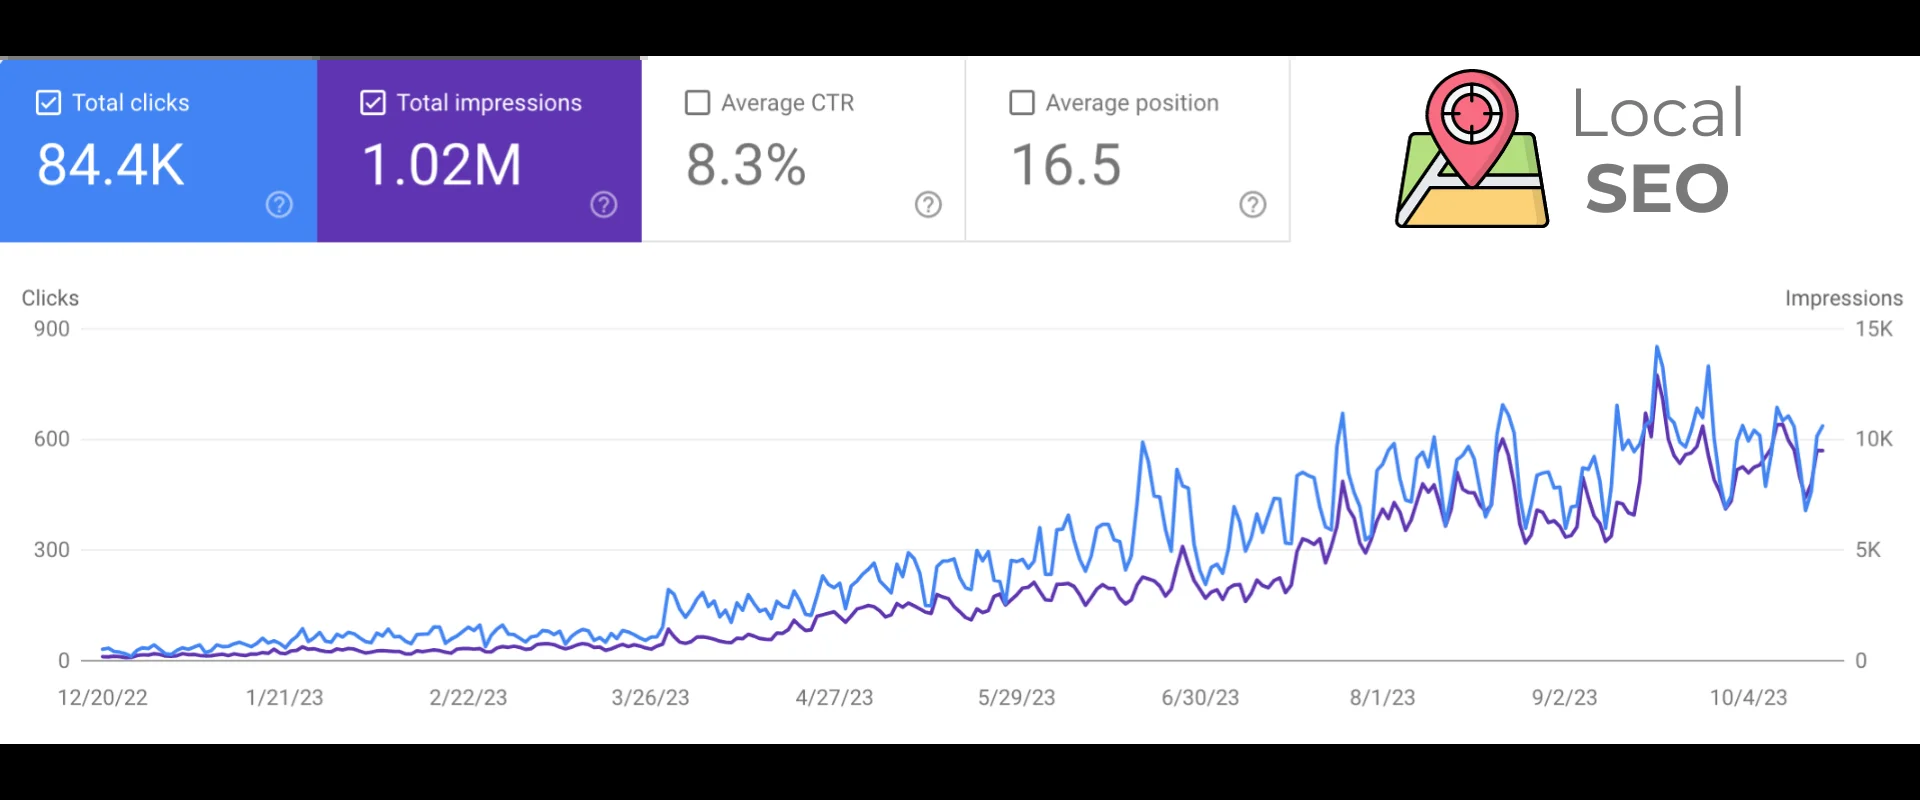 Total clicks
84.4K
Total impressions
1.02M
Average CTR
8.3%
Average position
16.5
Local
SEO
Clicks
Impressions
900
15K
600
10K
300
5K
0
0
12/20/22 1/21/23 2/22/23 3/26/23 4/27/23 5/29/23 6/30/23 8/1/23 9/2/23 10/4/23